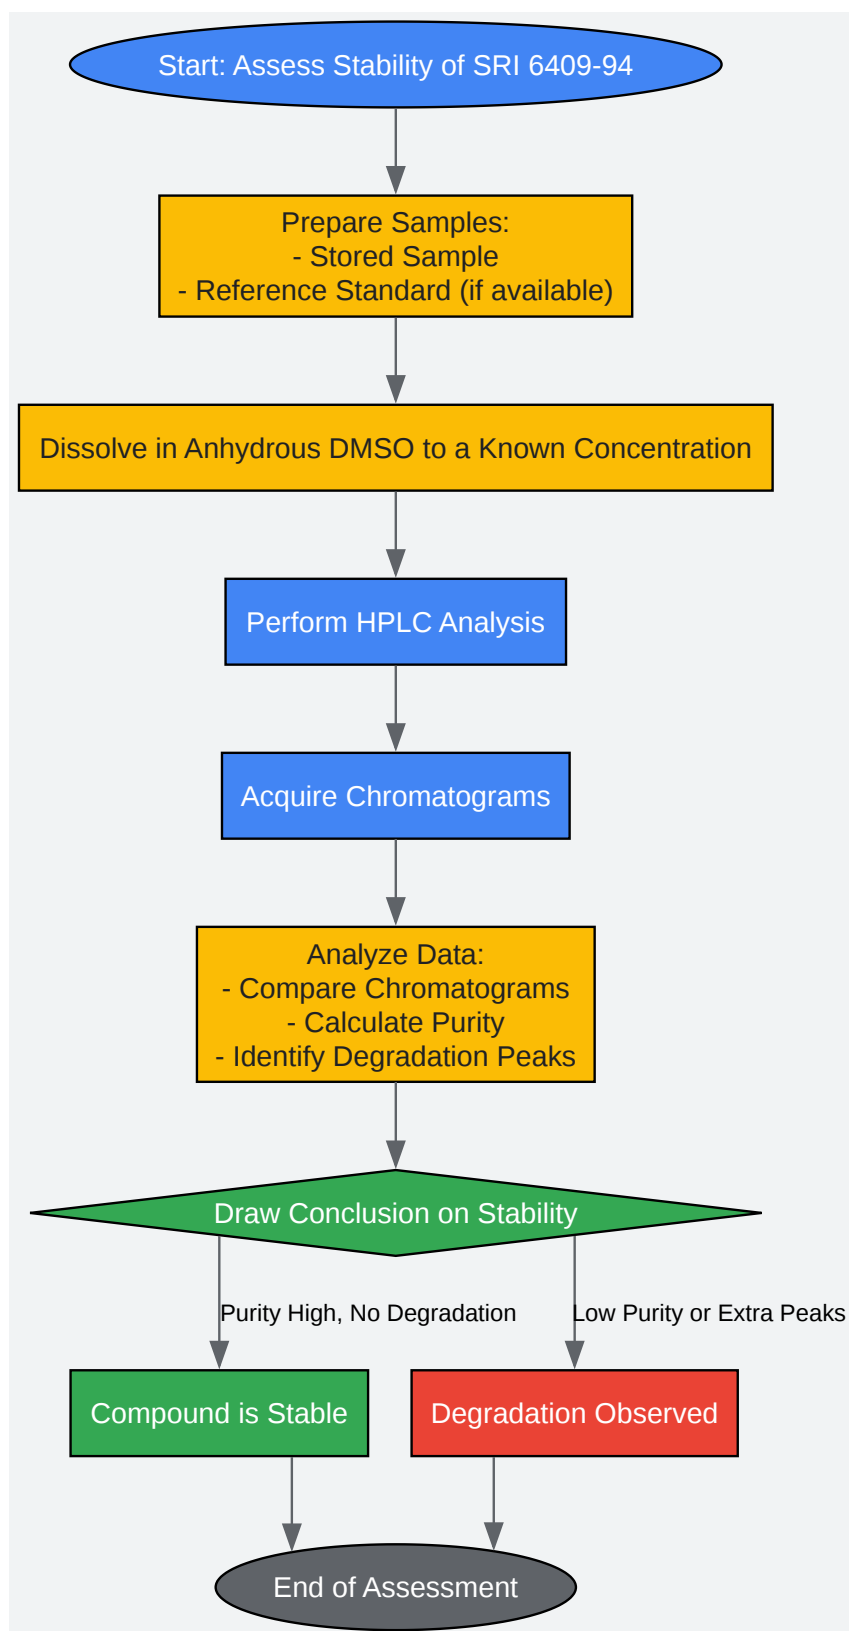 Start: Assess Stability of SRI 6409-94
Prepare Samples:
- Stored Sample
- Reference Standard (if available)
Dissolve in Anhydrous DMSO to a Known Concentration
Perform HPLC Analysis
Acquire Chromatograms
Analyze Data:
- Compare Chromatograms
- Calculate Purity
- Identify Degradation Peaks
Draw Conclusion on Stability
Purity High, No Degradation
Low Purity or Extra Peaks
Compound is Stable
Degradation Observed
End of Assessment